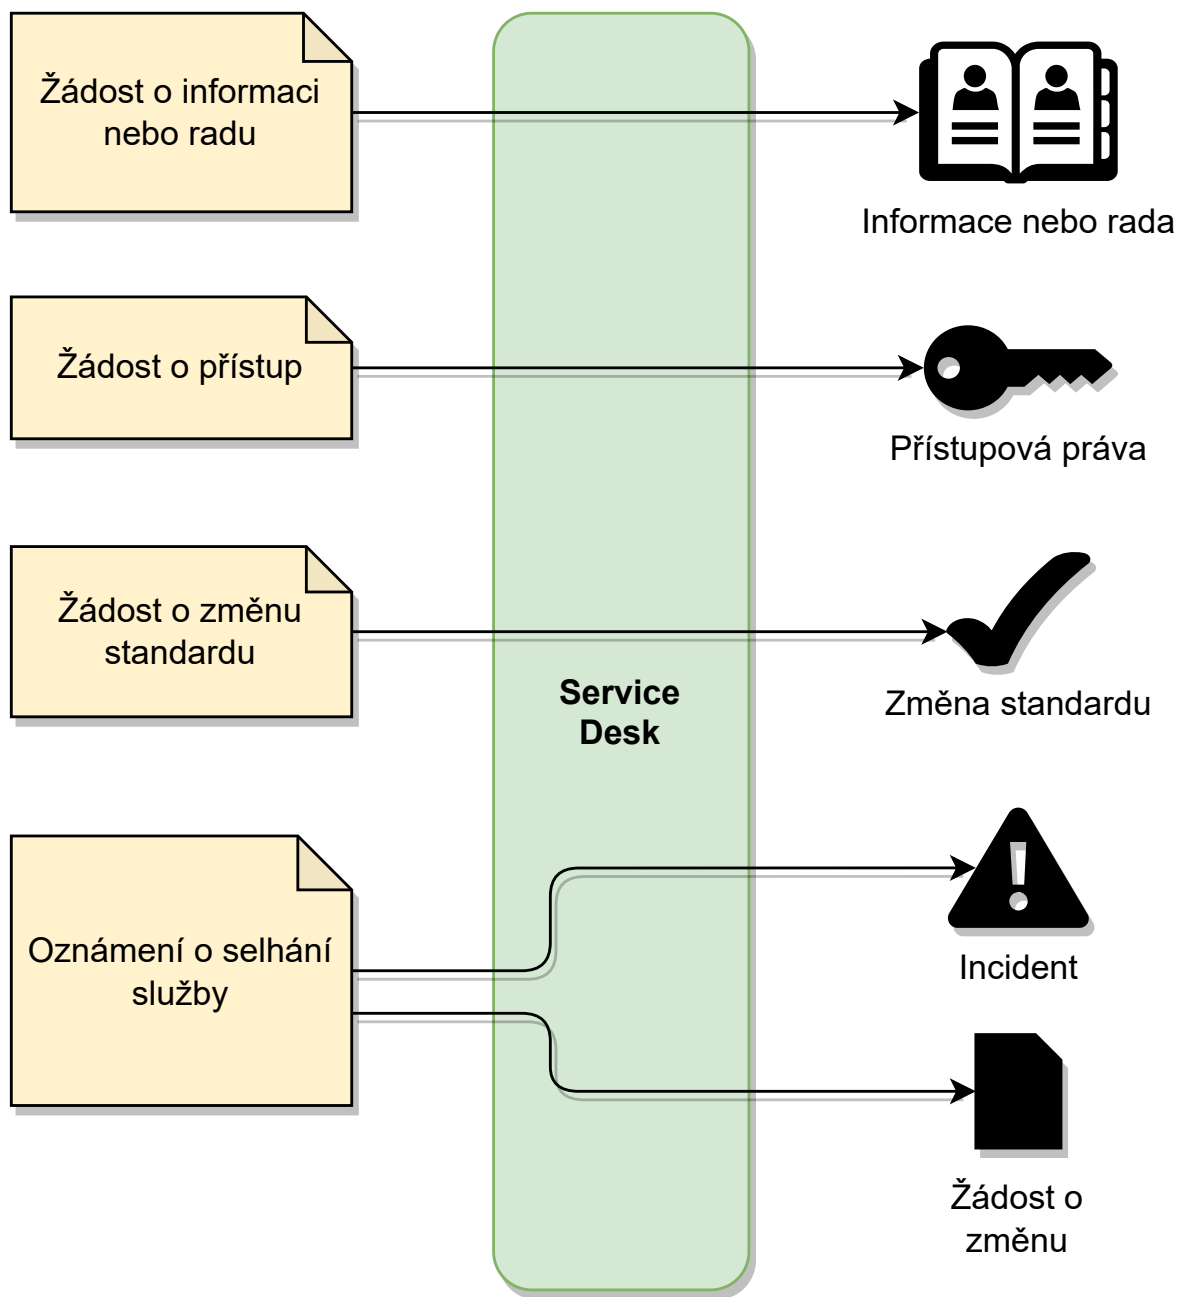 Žádost o informaci
nebo radu
Informace nebo rada
Žádost o přístup
Přístupová práva
Žádost o změnu
standardu
Změna standardu
Service
Desk
Oznámení o selhání
služby
Incident
Žádost o
změnu